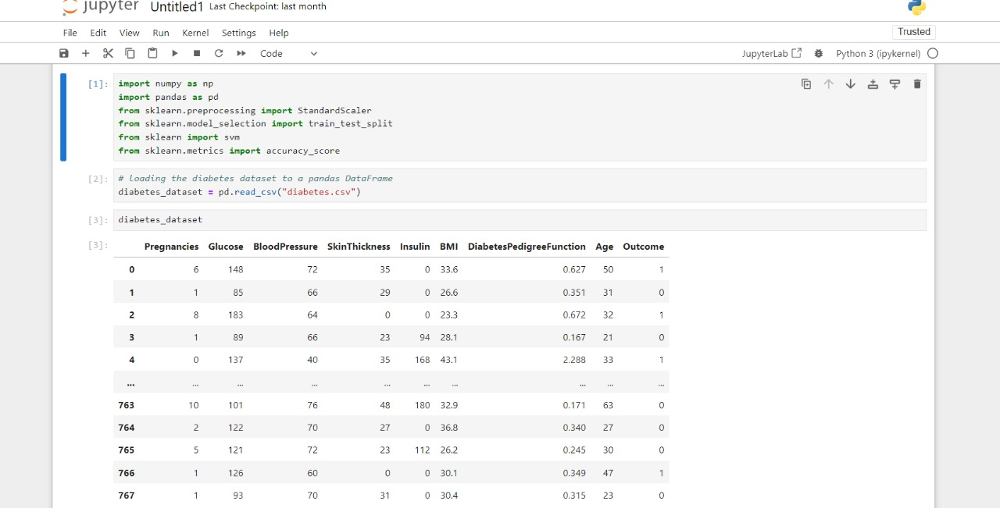 jupyter Untitled1 Last Checkpoint: last month
File Edit View Run Kernel Settings Help Trusted
Code JupyterLab Python 3 (ipykernel)
[1]: import numpy as np
import pandas as pd
from sklearn.preprocessing import StandardScaler
from sklearn.model_selection import train_test_split
from sklearn import svm
from sklearn.metrics import accuracy_score
[2]: # loading the diabetes dataset to a pandas DataFrame
diabetes_dataset = pd.read_csv("diabetes.csv")
[3]: diabetes_dataset
[3]: Pregnancies Glucose BloodPressure SkinThickness Insulin BMI DiabetesPedigreeFunction Age Outcome
0 6 148 72 35 0 33.6 0.627 50 1
1 1 85 66 29 0 26.6 0.351 31 0
2 8 183 64 0 0 23.3 0.672 32 1
3 1 89 66 23 94 28.1 0.167 21 0
4 0 137 40 35 168 43.1 2.288 33 1
... ... ... ... ... ... ... ... ... ...
763 10 101 76 48 180 32.9 0.171 63 0
764 2 122 70 27 0 36.8 0.340 27 0
765 5 121 72 23 112 26.2 0.245 30 0
766 1 126 60 0 0 30.1 0.349 47 1
767 1 93 70 31 0 30.4 0.315 23 0